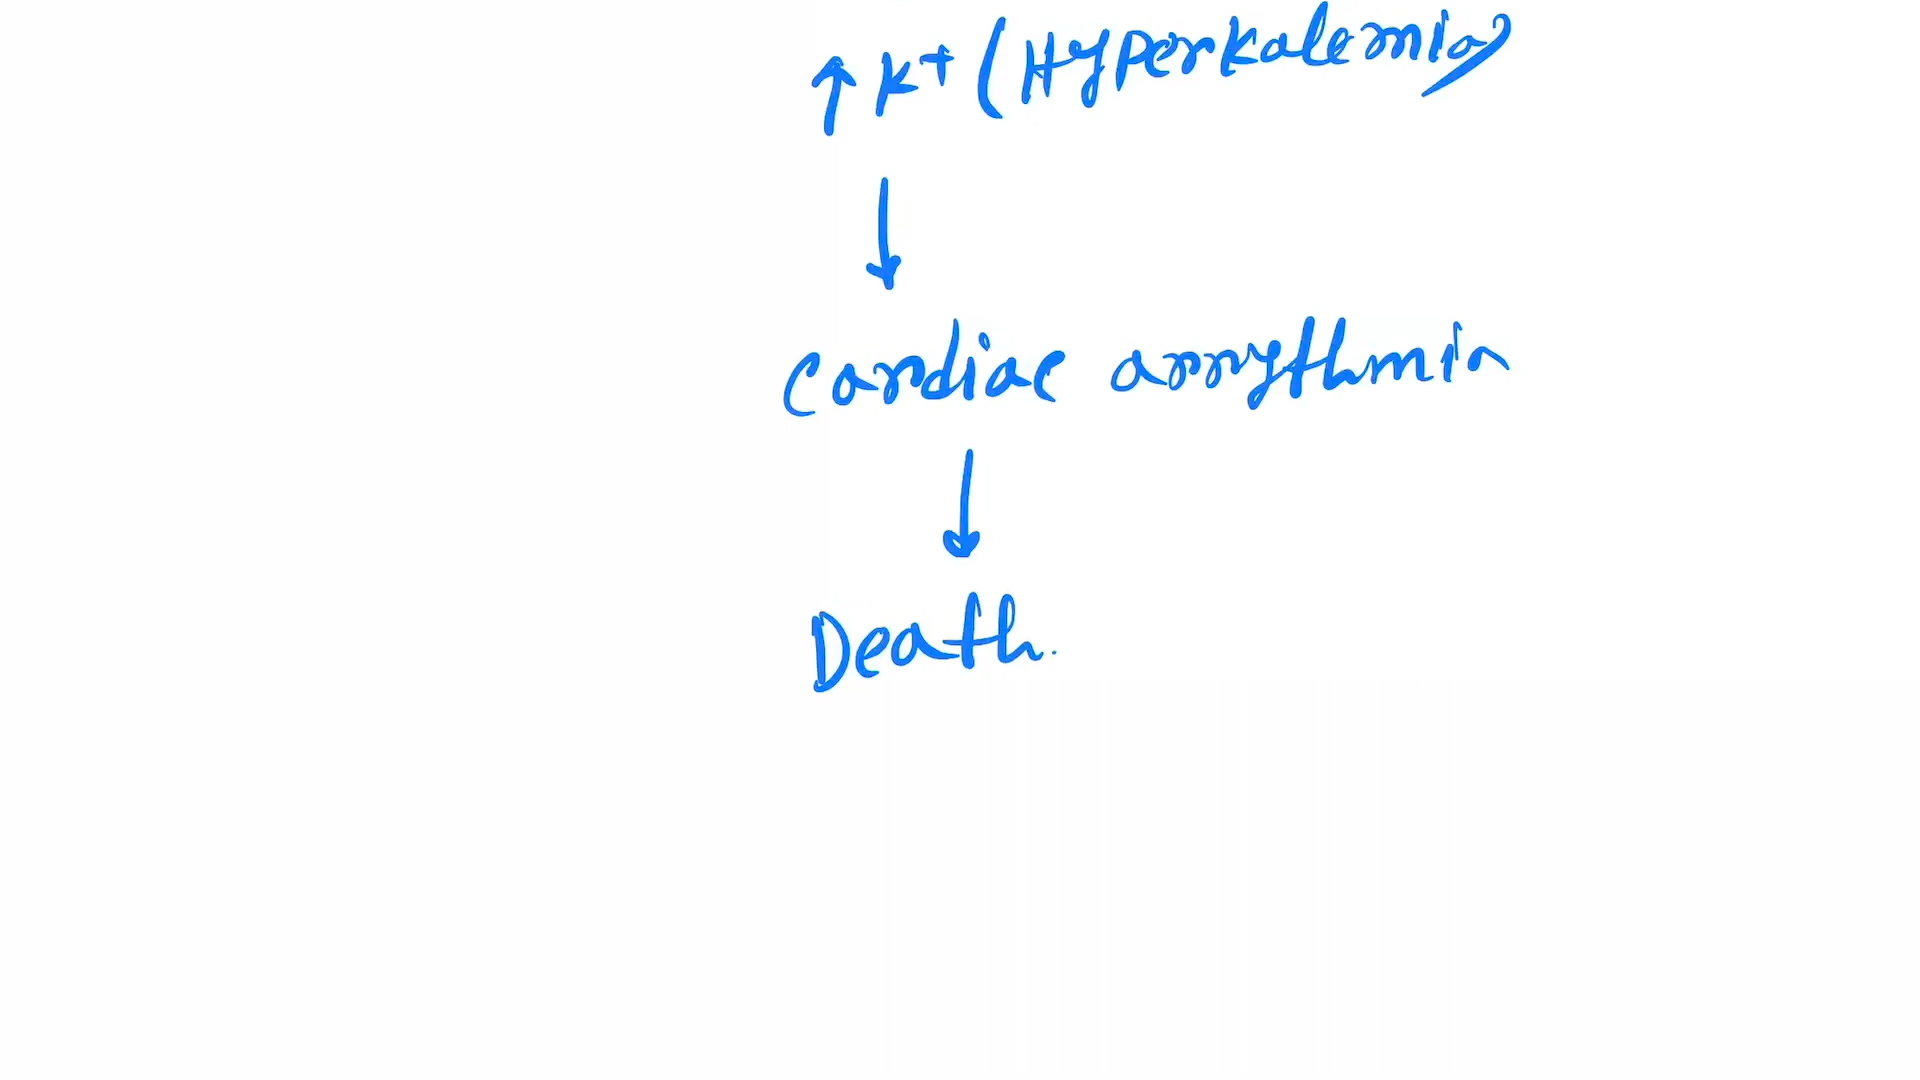 ↑ K+ (Hyperkalemia)
↓
Cardiac arrythmia
↓
Death.